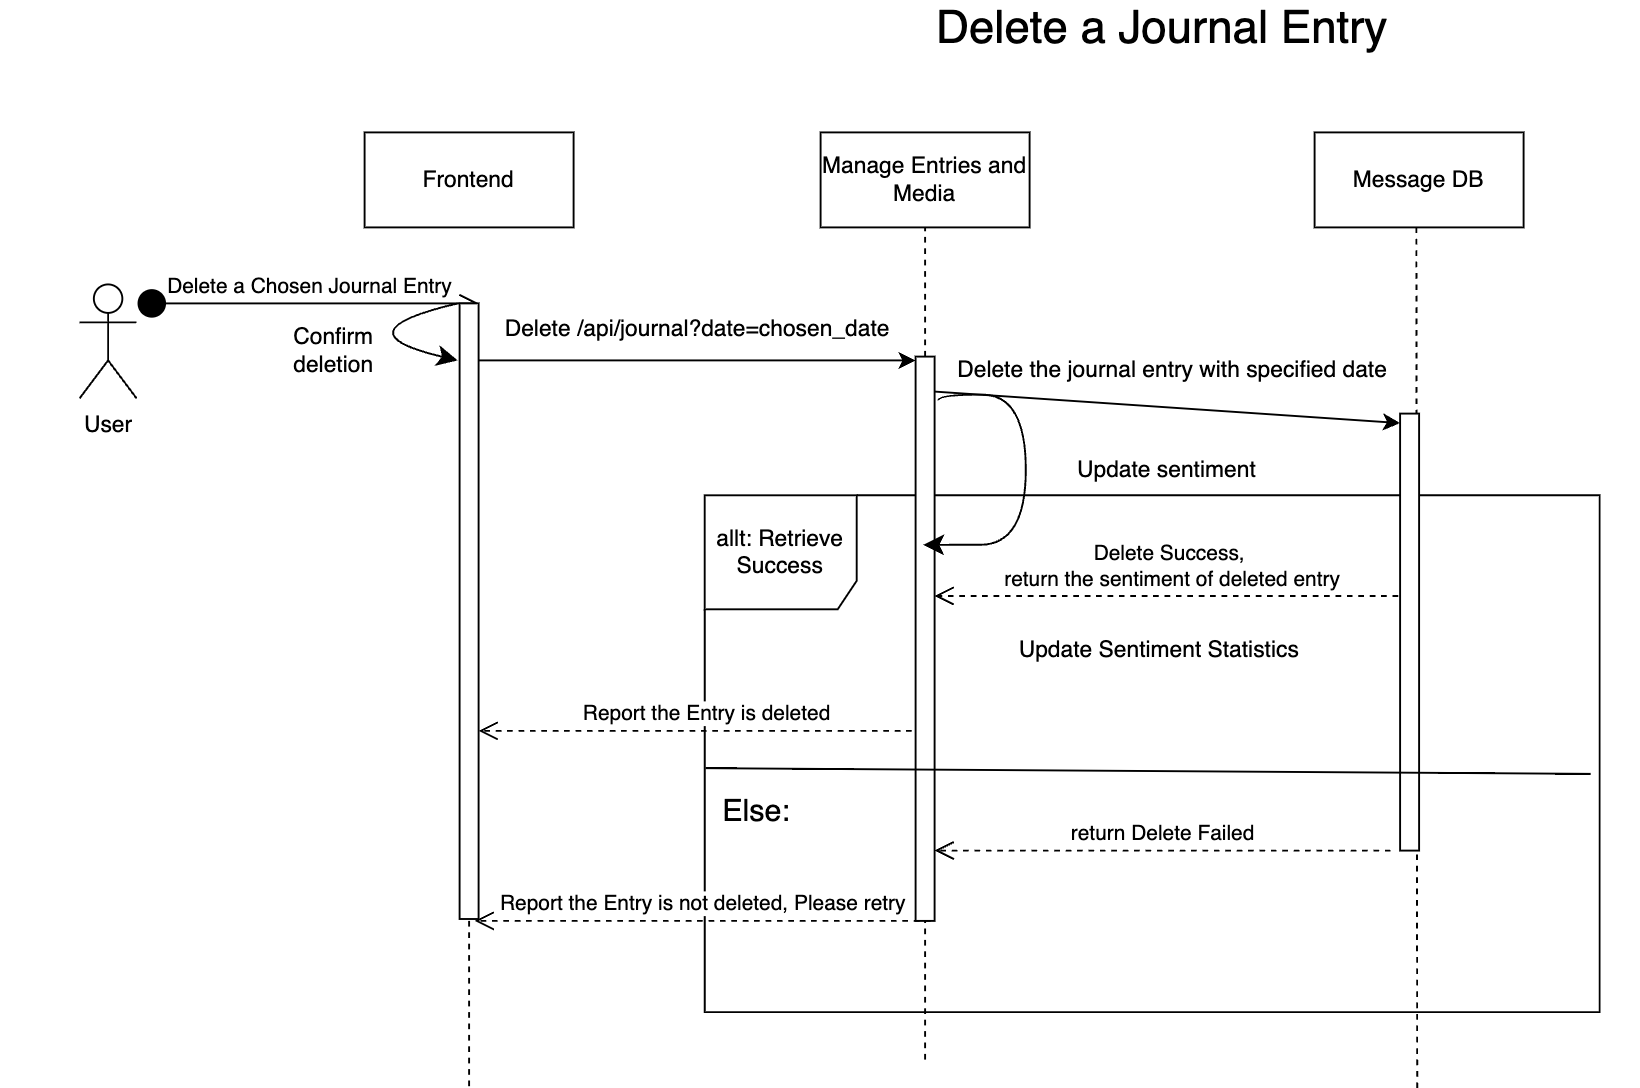 Delete a Journal Entry
Frontend
Manage Entries and
Media
Message DB
Delete a Chosen Journal Entry
Confirm
deletion
User
Delete /api/journal?date=chosen_date
Delete the journal entry with specified date
Update sentiment
allt: Retrieve
Success
Delete Success,
return the sentiment of deleted entry
Update Sentiment Statistics
Report the Entry is deleted
Else:
return Delete Failed
Report the Entry is not deleted, Please retry